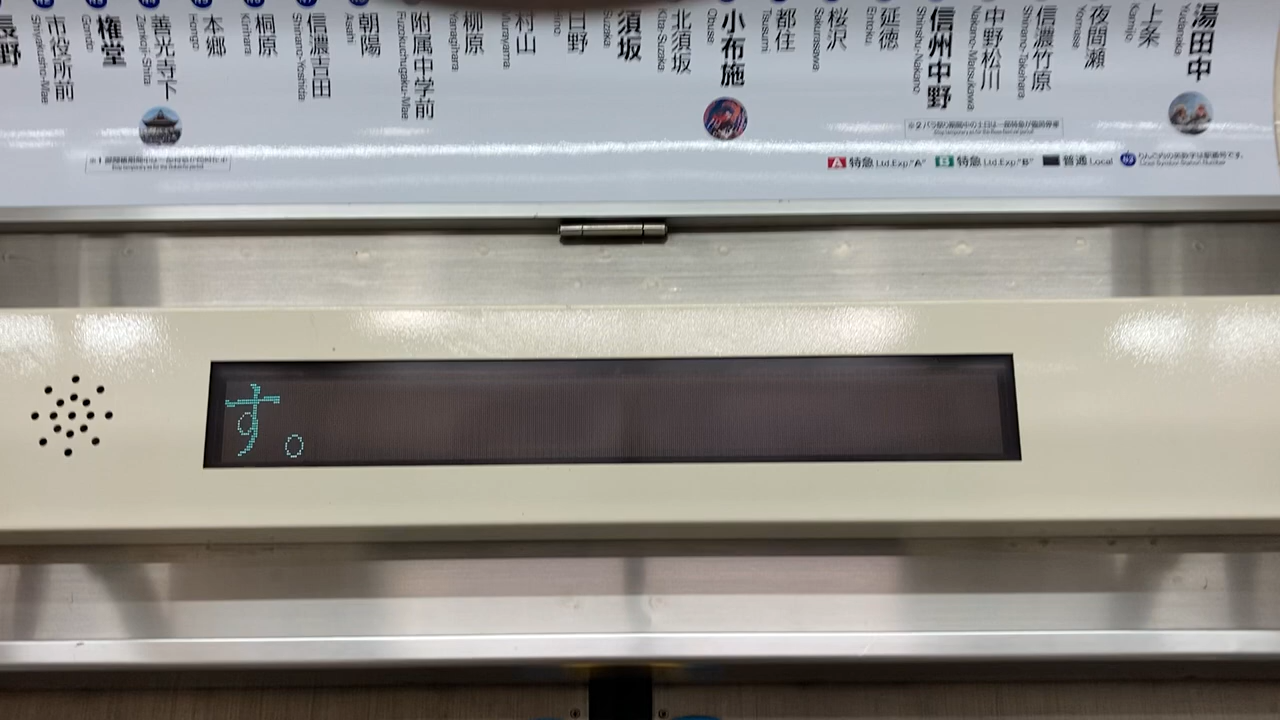 長野
市役所前
Shiyakusho-Mae
権堂
Gondo
善光寺下
Zenkoji-Shita
本郷
Hongo
桐原
Kirihara
信濃吉田
Shinano-Yoshida
朝陽
Asahi
附属中学前
Fuzokuchugaku-Mae
柳原
Yanagihara
村山
Murayama
日野
Hino
須坂
Suzaka
北須坂
Kita-Suzaka
小布施
Obuse
都住
Tsusumi
桜沢
Sakurasawa
延徳
Entoku
信州中野
Shinshu-Nakano
中野松川
Nakano-Matsukawa
信濃竹原
Shinano-Takehara
夜間瀬
Yomase
上条
Kamijo
湯田中
Yudanaka
A 特急 Ltd.Exp."A"
B 特急 Ltd.Exp."B"
普通 Local
す。